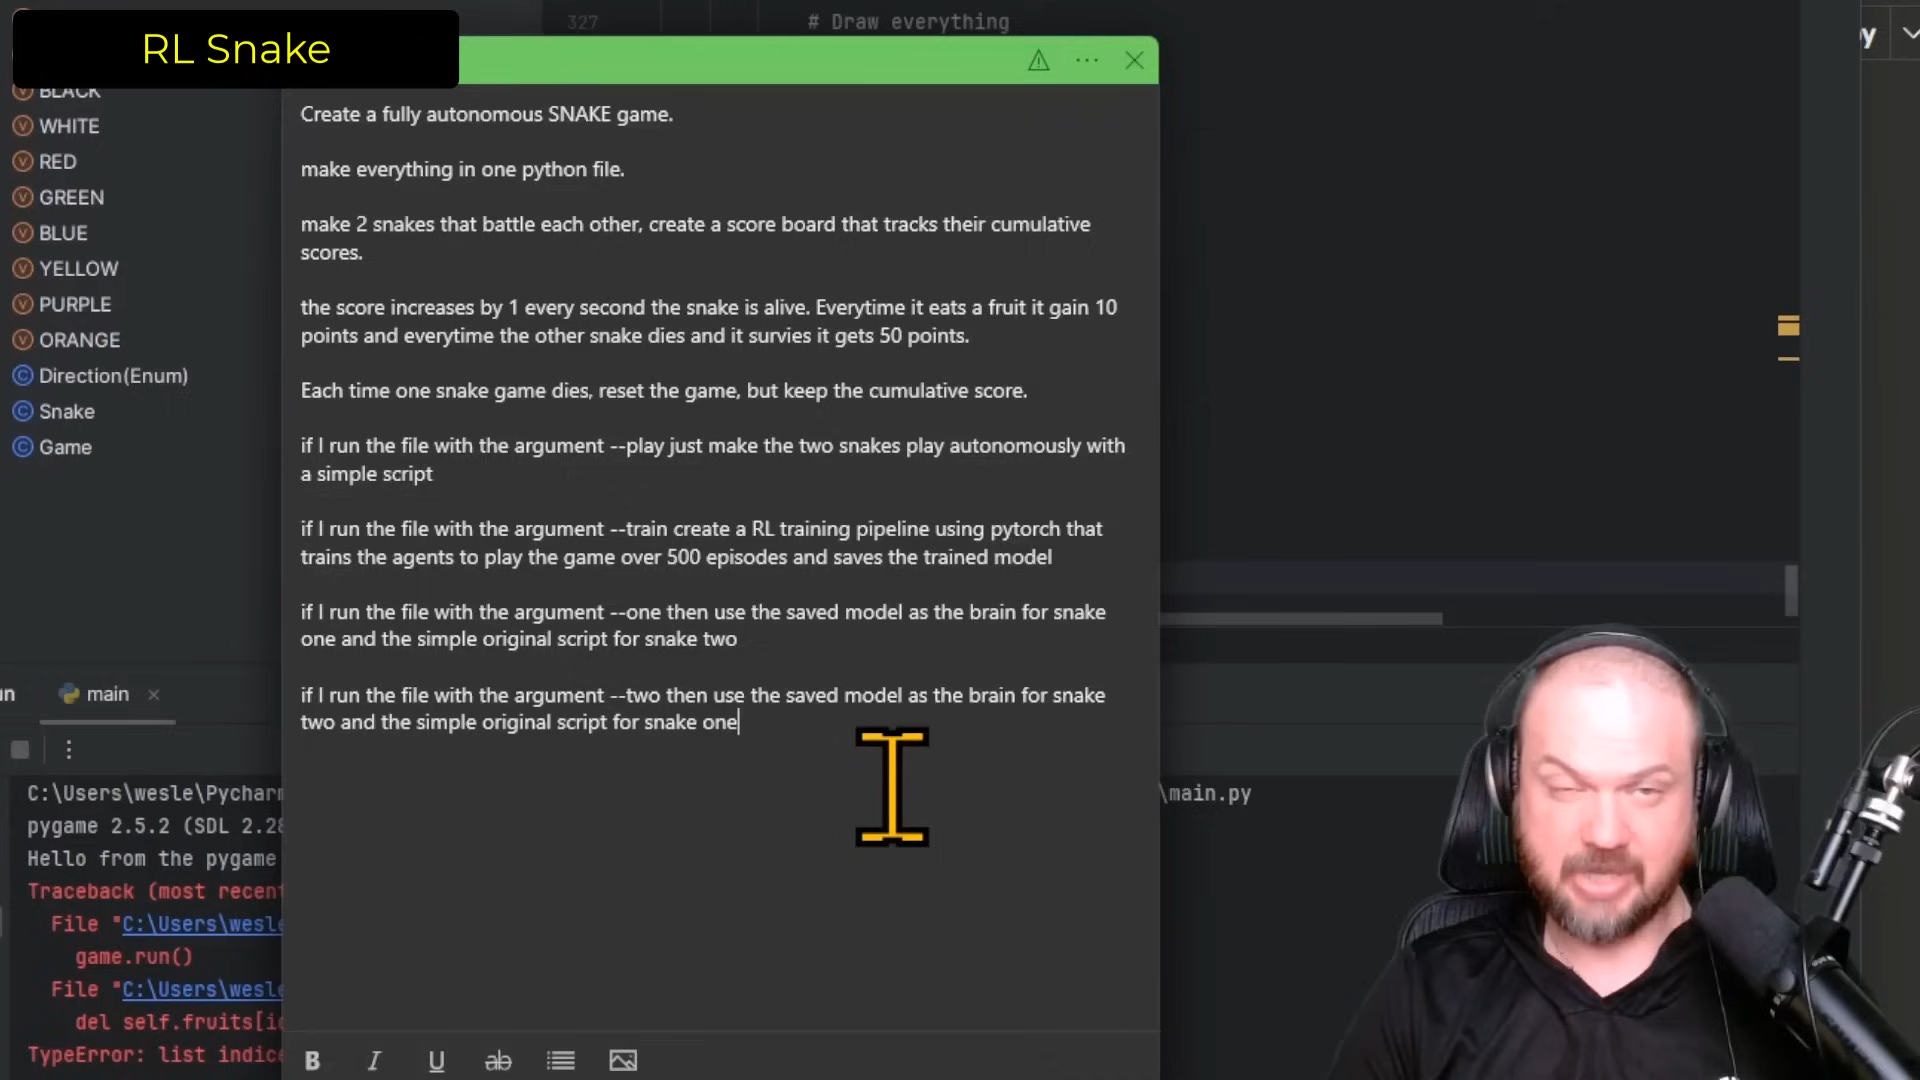 RL Snake
327
# Draw everything
y
BLACK
WHITE
RED
GREEN
BLUE
YELLOW
PURPLE
ORANGE
Direction(Enum)
Snake
Game
Create a fully autonomous SNAKE game.
make everything in one python file.
make 2 snakes that battle each other, create a score board that tracks their cumulative
scores.
the score increases by 1 every second the snake is alive. Everytime it eats a fruit it gain 10
points and everytime the other snake dies and it survies it gets 50 points.
Each time one snake game dies, reset the game, but keep the cumulative score.
if I run the file with the argument --play just make the two snakes play autonomously with
a simple script
if I run the file with the argument --train create a RL training pipeline using pytorch that
trains the agents to play the game over 500 episodes and saves the trained model
if I run the file with the argument --one then use the saved model as the brain for snake
one and the simple original script for snake two
if I run the file with the argument --two then use the saved model as the brain for snake
two and the simple original script for snake one
un
main
C:\Users\wesle\Pychar
\main.py
pygame 2.5.2 (SDL 2.28
Hello from the pygame
Traceback (most recent
File "C:\Users\wesle
game.run()
File "C:\Users\wesle
del self.fruits[i
TypeError: list indice
B I U ab